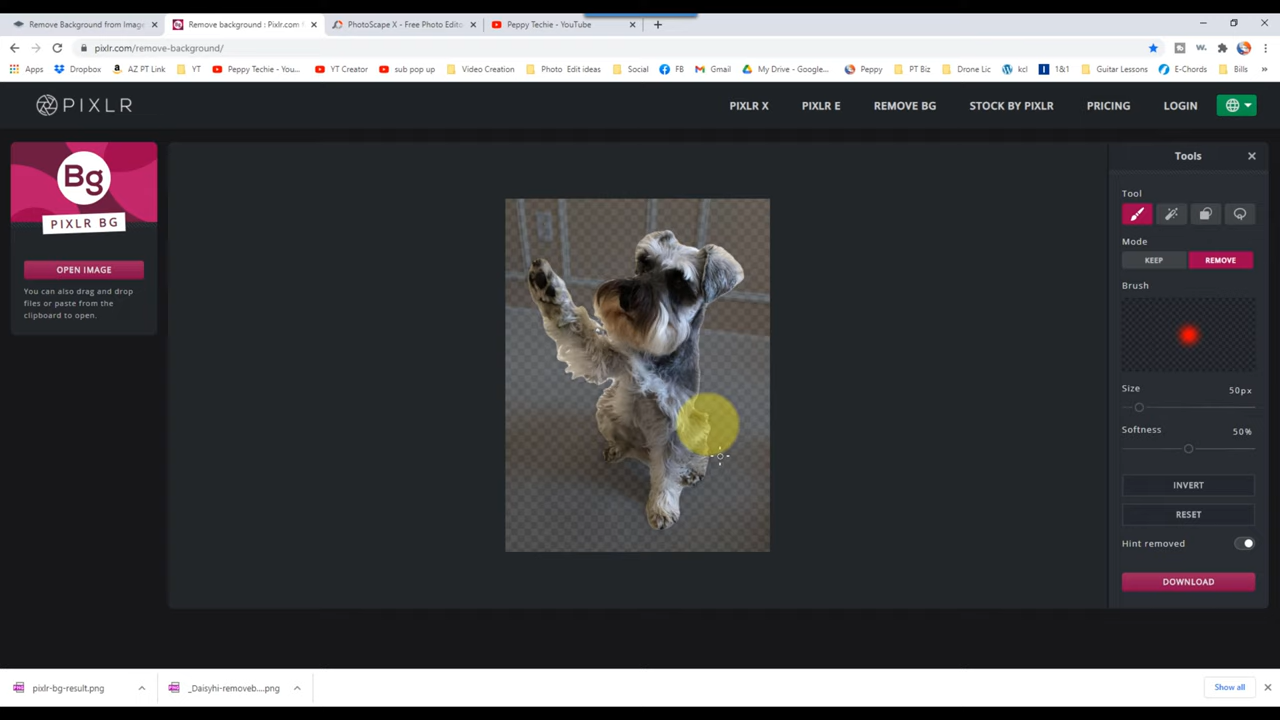 Remove Background from Imag
Remove background : Pixlr.com f
PhotoScape X - Free Photo Edito
Peppy Techie - YouTube
pixlr.com/remove-background/
Apps
Dropbox
AZ PT Link
YT
Peppy Techie - You...
YT Creator
sub pop up
Video Creation
Photo Edit ideas
Social
FB
Gmail
My Drive - Google...
Peppy
PT Biz
Drone Lic
kcl
1&1
Guitar Lessons
E-Chords
Bills
»
PIXLR
PIXLR X
PIXLR E
REMOVE BG
STOCK BY PIXLR
PRICING
LOGIN
Bg
PIXLR BG
OPEN IMAGE
You can also drag and drop
files or paste from the
clipboard to open.
Tools
Tool
Mode
KEEP
REMOVE
Brush
Size
50px
Softness
50%
INVERT
RESET
Hint removed
DOWNLOAD
pixlr-bg-result.png
_Daisyhi-removeb....png
Show all